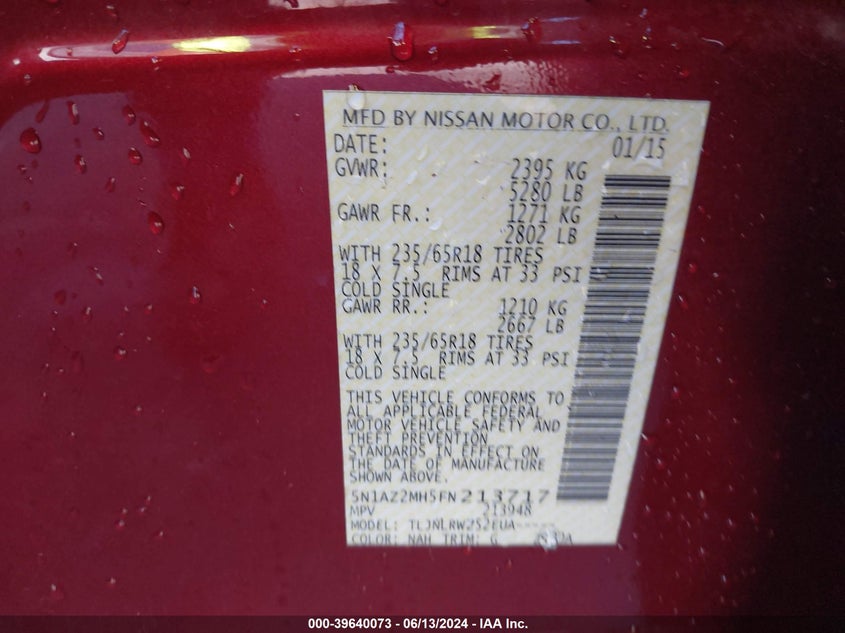 MFD BY NISSAN MOTOR CO., LTD.
DATE: 01/15
GVWR: 2395 KG
5280 LB
GAWR FR.: 1271 KG
2802 LB
WITH 235/65R18 TIRES
18 X 7.5 RIMS AT 33 PSI
COLD SINGLE
GAWR RR.: 1210 KG
2667 LB
WITH 235/65R18 TIRES
18 X 7.5 RIMS AT 33 PSI
COLD SINGLE
THIS VEHICLE CONFORMS TO
ALL APPLICABLE FEDERAL
MOTOR VEHICLE SAFETY AND
THEFT PREVENTION
STANDARDS IN EFFECT ON
THE DATE OF MANUFACTURE
SHOWN ABOVE.
5N1AZ2MH5FN213717
MPV 213948
MODEL: TLJNLRW2S2EUA-----
COLOR: NAH TRIM: G
000-39640073 - 06/13/2024 - IAA Inc.